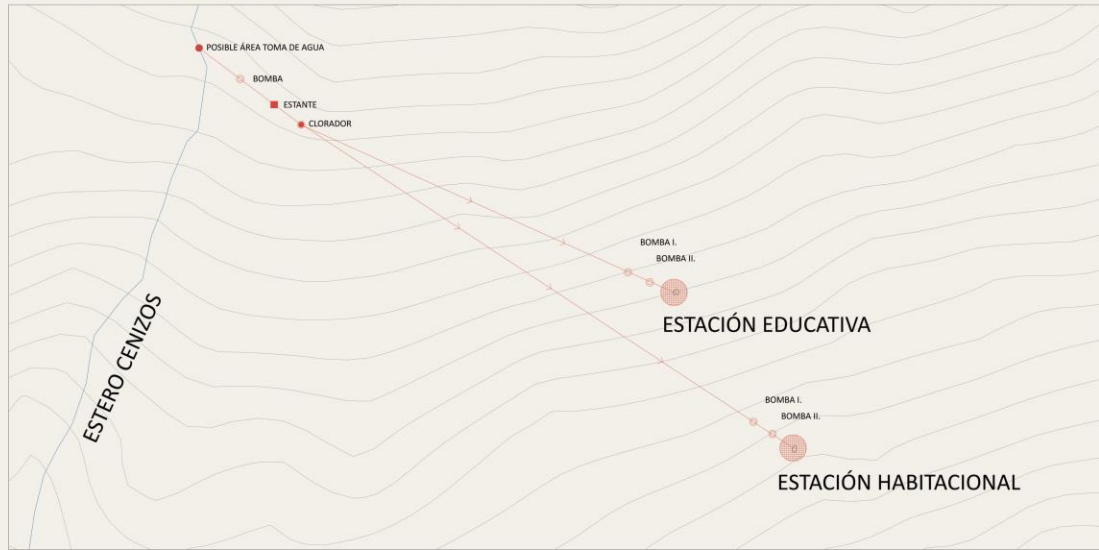 POSIBLE ÁREA TOMA DE AGUA
BOMBA
ESTANTE
CLORADOR
BOMBA I.
BOMBA II.
ESTACIÓN EDUCATIVA
ESTERO CENIZOS
BOMBA I.
BOMBA II.
ESTACIÓN HABITACIONAL